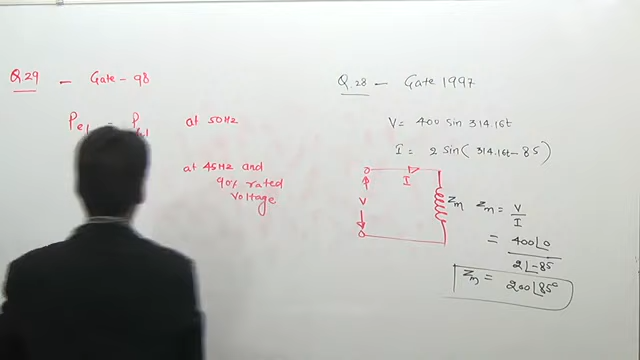 Q.29 - Gate - 98
Pe1 = P
at 50Hz
at 45Hz and
90% rated
voltage
Q.28 - Gate 1997
V = 400 sin 314.16t
I = 2 sin(314.16t - 85°)
I
V
Zm
Zm = V/I
= 400∠0 / 2∠-85
Zm = 200∠85°